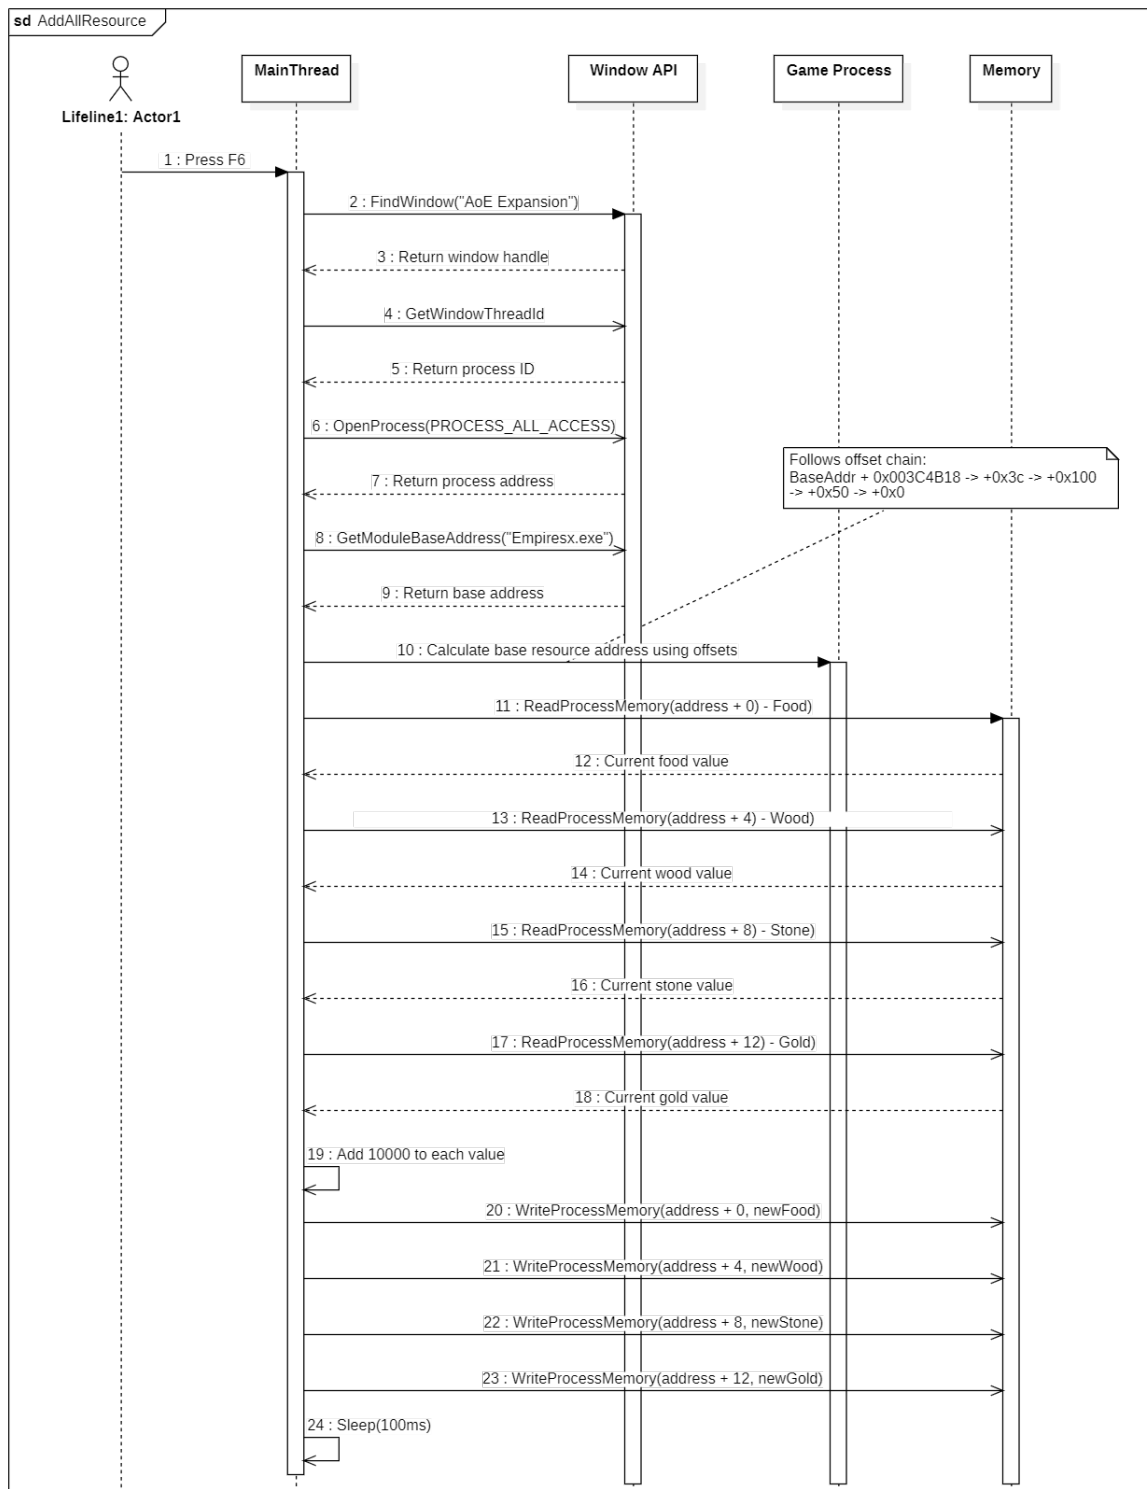 sd AddAllResource
MainThread
Window API
Game Process
Memory
Lifeline1: Actor1
1 : Press F6
2 : FindWindow("AoE Expansion")
3 : Return window handle
4 : GetWindowThreadId
5 : Return process ID
6 : OpenProcess(PROCESS_ALL_ACCESS)
Follows offset chain:
BaseAddr + 0x003C4B18 -> +0x3c -> +0x100
-> +0x50 -> +0x0
7 : Return process address
8 : GetModuleBaseAddress("Empiresx.exe")
9 : Return base address
10 : Calculate base resource address using offsets
11 : ReadProcessMemory(address + 0) - Food)
12 : Current food value
13 : ReadProcessMemory(address + 4) - Wood)
14 : Current wood value
15 : ReadProcessMemory(address + 8) - Stone)
16 : Current stone value
17 : ReadProcessMemory(address + 12) - Gold)
18 : Current gold value
19 : Add 10000 to each value
20 : WriteProcessMemory(address + 0, newFood)
21 : WriteProcessMemory(address + 4, newWood)
22 : WriteProcessMemory(address + 8, newStone)
23 : WriteProcessMemory(address + 12, newGold)
24 : Sleep(100ms)